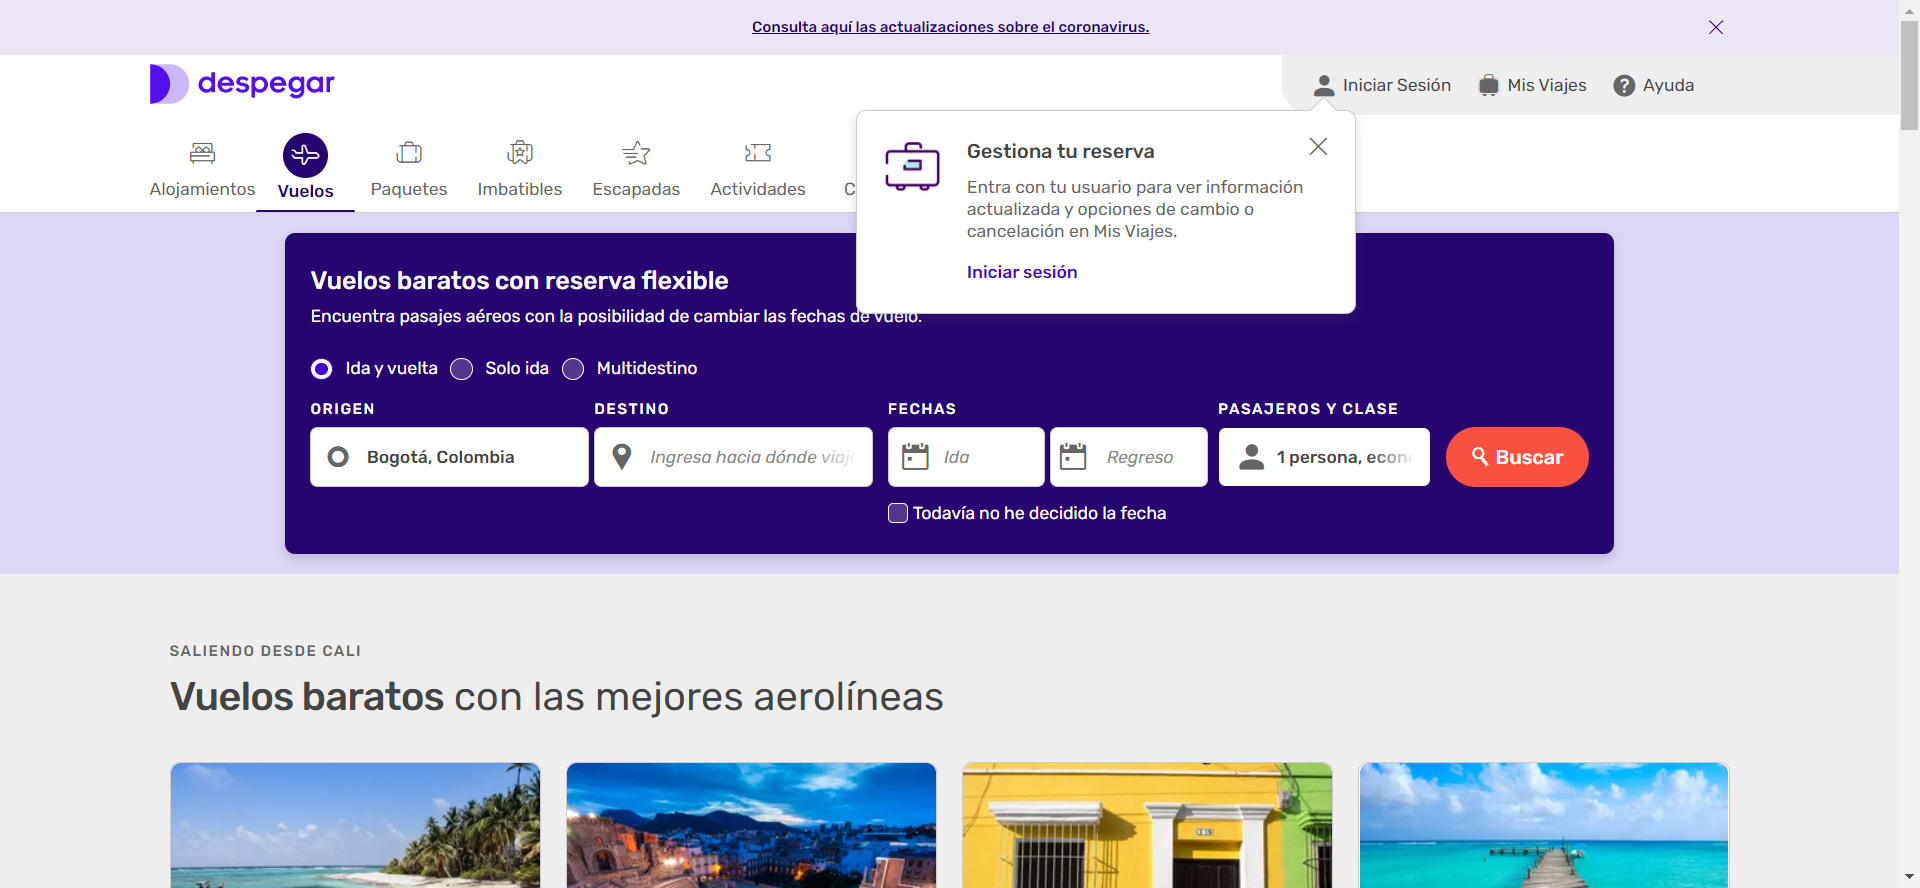 Consulta aquí las actualizaciones sobre el coronavirus.
despegar
Iniciar Sesión
Mis Viajes
Ayuda
Alojamientos
Vuelos
Paquetes
Imbatibles
Escapadas
Actividades
Gestiona tu reserva
Entra con tu usuario para ver información
actualizada y opciones de cambio o
cancelación en Mis Viajes.
Iniciar sesión
Vuelos baratos con reserva flexible
Encuentra pasajes aéreos con la posibilidad de cambiar las fechas de vuelo.
Ida y vuelta
Solo ida
Multidestino
ORIGEN
DESTINO
FECHAS
PASAJEROS Y CLASE
Bogotá, Colombia
Ingresa hacia dónde viaj
Ida
Regreso
1 persona, econ
Buscar
Todavía no he decidido la fecha
SALIENDO DESDE CALI
Vuelos baratos con las mejores aerolíneas